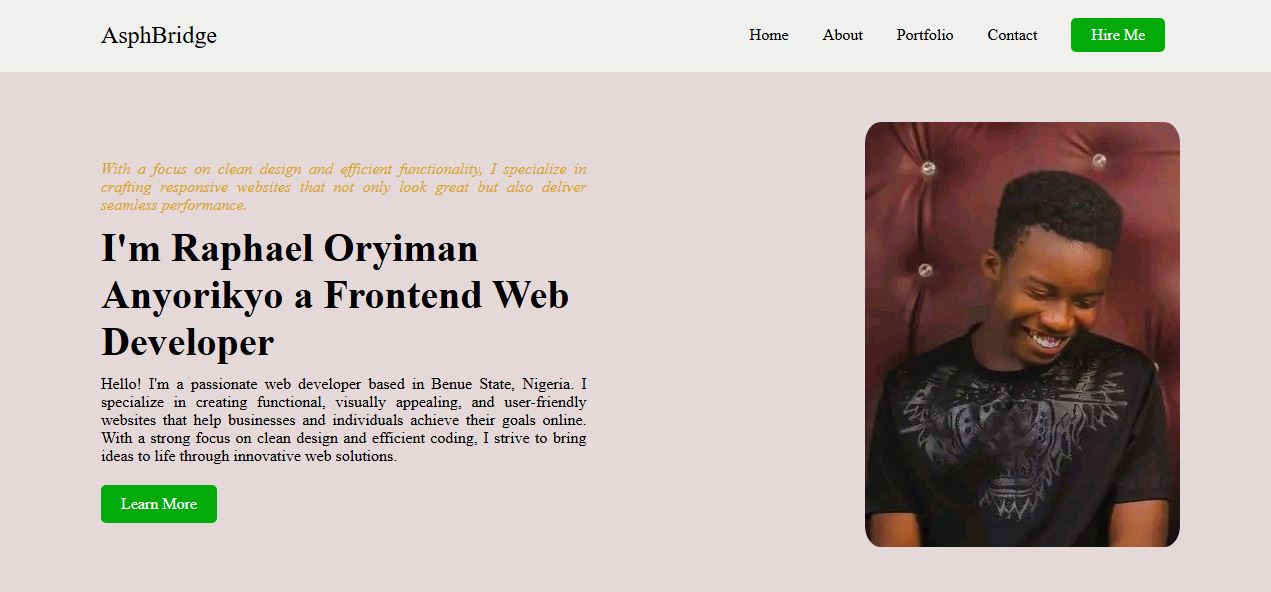 AsphBridge
Home
About
Portfolio
Contact
Hire Me
With a focus on clean design and efficient functionality, I specialize in
crafting responsive websites that not only look great but also deliver
seamless performance.
I'm Raphael Oryiman
Anyorikyo a Frontend Web
Developer
Hello! I'm a passionate web developer based in Benue State, Nigeria. I
specialize in creating functional, visually appealing, and user-friendly
websites that help businesses and individuals achieve their goals online.
With a strong focus on clean design and efficient coding, I strive to bring
ideas to life through innovative web solutions.
Learn More